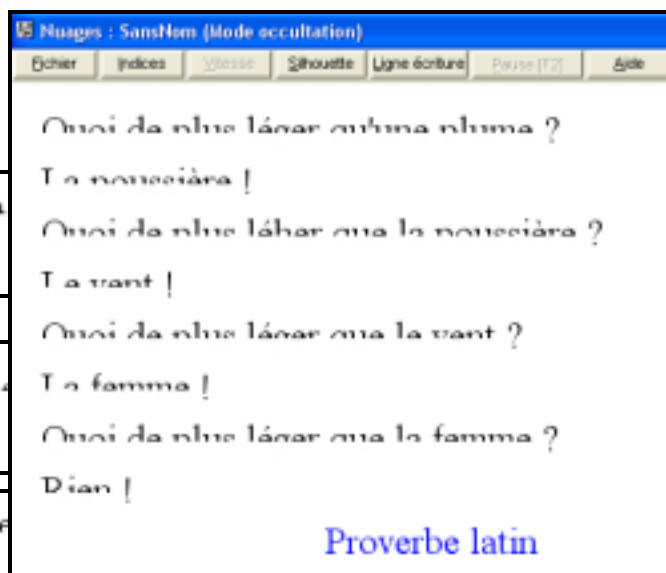 Nuages : SansNom (Mode occultation)
Fichier Indices Vitesse Silhouette Ligne écriture Pause [F2] Aide
Quoi de plus léger qu'une plume ?
La poussière !
Quoi de plus léher que la poussière ?
Le vent !
Quoi de plus léger que le vent ?
La femme !
Quoi de plus léger que la femme ?
Rien !
Proverbe latin